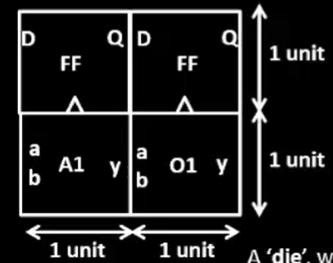 D Q D Q
FF FF
1 unit
a a
A1 y O1 y
b b
1 unit
1 unit 1 unit
A 'die', w